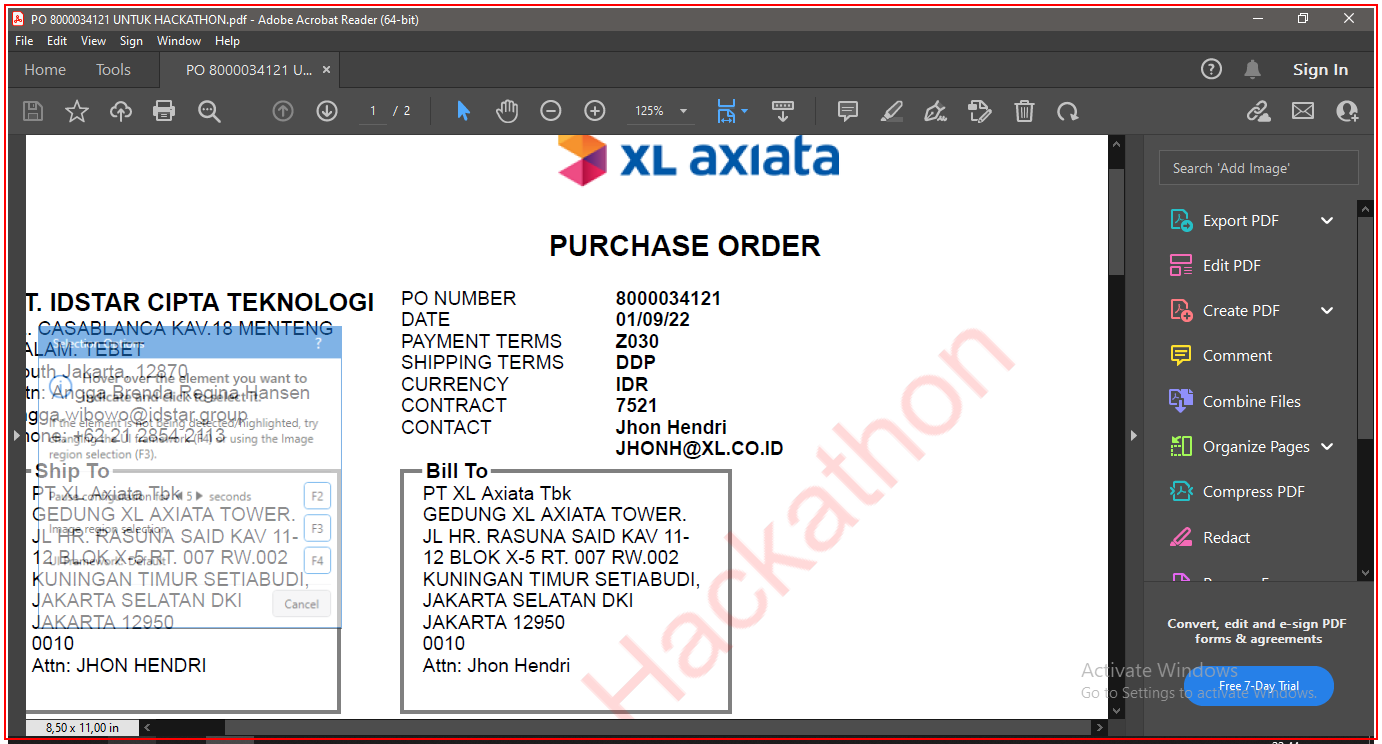 PO 8000034121 UNTUK HACKATHON.pdf - Adobe Acrobat Reader (64-bit)
File Edit View Sign Window Help
Home Tools PO 8000034121 U... × Sign In
1 / 2 125%
Search 'Add Image'
Export PDF
Edit PDF
Create PDF
Comment
Combine Files
Organize Pages
Compress PDF
Redact
Convert, edit and e-sign PDF
forms & agreements
Free 7-Day Trial
XL axiata
PURCHASE ORDER
T. IDSTAR CIPTA TEKNOLOGI
. CASABLANCA KAV.18 MENTENG
ALAM. TEBET
outh Jakarta, 12870
tn: Angga Brenda Regina Hansen
gga.wibowo@idstar.group
hone: +62 21 2854 2113
PO NUMBER 8000034121
DATE 01/09/22
PAYMENT TERMS Z030
SHIPPING TERMS DDP
CURRENCY IDR
CONTRACT 7521
CONTACT Jhon Hendri
JHONH@XL.CO.ID
Ship To
PT XL Axiata Tbk
GEDUNG XL AXIATA TOWER.
JL HR. RASUNA SAID KAV 11-
12 BLOK X-5 RT. 007 RW.002
KUNINGAN TIMUR SETIABUDI,
JAKARTA SELATAN DKI
JAKARTA 12950
0010
Attn: JHON HENDRI
Bill To
PT XL Axiata Tbk
GEDUNG XL AXIATA TOWER.
JL HR. RASUNA SAID KAV 11-
12 BLOK X-5 RT. 007 RW.002
KUNINGAN TIMUR SETIABUDI,
JAKARTA SELATAN DKI
JAKARTA 12950
0010
Attn: Jhon Hendri
Selection Options ?
Hover over the element you want to
indicate and click to select it.
If the element is not being detected/highlighted, try
changing the UI framework (F4) or using the Image
region selection (F3).
Pause configuration for 5 seconds F2
Image region selection F3
UI Framework: Default F4
Cancel
Hackathon
Activate Windows
Go to Settings to activate Windows.
8,50 x 11,00 in